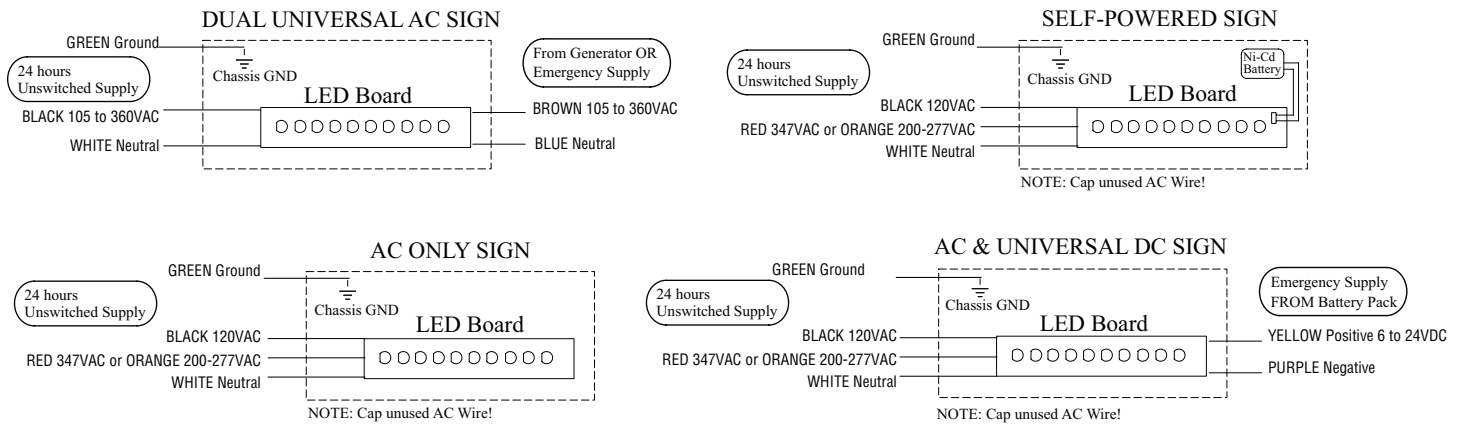 DUAL UNIVERSAL AC SIGN
GREEN Ground
24 hours
Unswitched Supply
Chassis GND
From Generator OR
Emergency Supply
LED Board
BLACK 105 to 360VAC
BROWN 105 to 360VAC
WHITE Neutral
BLUE Neutral
SELF-POWERED SIGN
GREEN Ground
24 hours
Unswitched Supply
Chassis GND
Ni-Cd
Battery
LED Board
BLACK 120VAC
RED 347VAC or ORANGE 200-277VAC
WHITE Neutral
NOTE: Cap unused AC Wire!
AC ONLY SIGN
GREEN Ground
24 hours
Unswitched Supply
Chassis GND
LED Board
BLACK 120VAC
RED 347VAC or ORANGE 200-277VAC
WHITE Neutral
NOTE: Cap unused AC Wire!
AC & UNIVERSAL DC SIGN
GREEN Ground
24 hours
Unswitched Supply
Chassis GND
Emergency Supply
FROM Battery Pack
LED Board
BLACK 120VAC
YELLOW Positive 6 to 24VDC
RED 347VAC or ORANGE 200-277VAC
PURPLE Negative
WHITE Neutral
NOTE: Cap unused AC Wire!